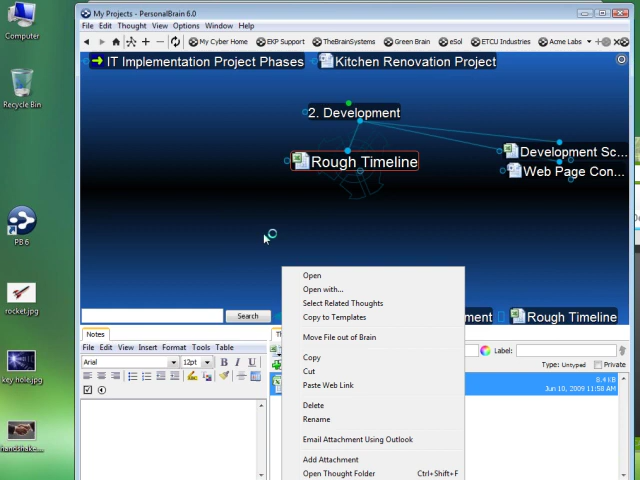 Computer
Recycle Bin
PB 6
rocket.jpg
key hole.jpg
handshake....
My Projects - PersonalBrain 6.0
File Edit Thought View Options Window Help
My Cyber Home EKP Support TheBrainSystems Green Brain eSol ETCU Industries Acme Labs
IT Implementation Project Phases Kitchen Renovation Project
2. Development
Rough Timeline
Development Sc...
Web Page Con...
Search
ment Rough Timeline
Notes
File Edit View Insert Format Tools Table
Arial 12pt B I U
Label:
Type: Untyped Private
8.4 KB
Jun 10, 2009 11:58 AM
Open
Open with...
Select Related Thoughts
Copy to Templates
Move File out of Brain
Copy
Cut
Paste Web Link
Delete
Rename
Email Attachment Using Outlook
Add Attachment
Open Thought Folder Ctrl+Shift+F